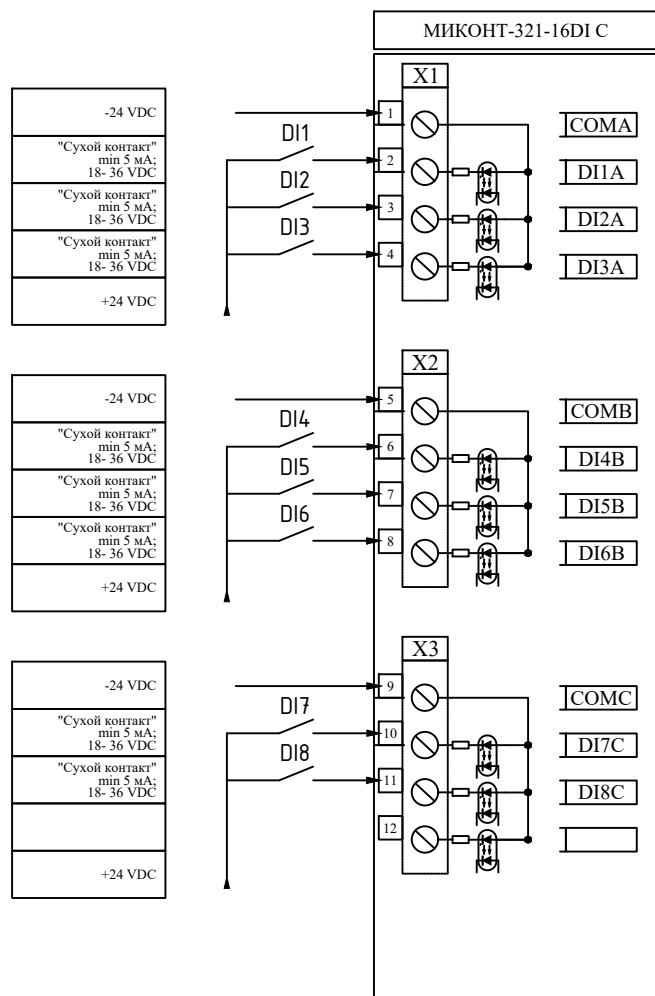 МИКОНТ-321-16DI C
X1
-24 VDC
1
COMA
"Сухой контакт"
min 5 мА;
18- 36 VDC
DI1
2
DI1A
"Сухой контакт"
min 5 мА;
18- 36 VDC
DI2
3
DI2A
"Сухой контакт"
min 5 мА;
18- 36 VDC
DI3
4
DI3A
+24 VDC
X2
-24 VDC
5
COMB
"Сухой контакт"
min 5 мА;
18- 36 VDC
DI4
6
DI4B
"Сухой контакт"
min 5 мА;
18- 36 VDC
DI5
7
DI5B
"Сухой контакт"
min 5 мА;
18- 36 VDC
DI6
8
DI6B
+24 VDC
X3
-24 VDC
9
COMC
"Сухой контакт"
min 5 мА;
18- 36 VDC
DI7
10
DI7C
"Сухой контакт"
min 5 мА;
18- 36 VDC
DI8
11
DI8C
12
+24 VDC